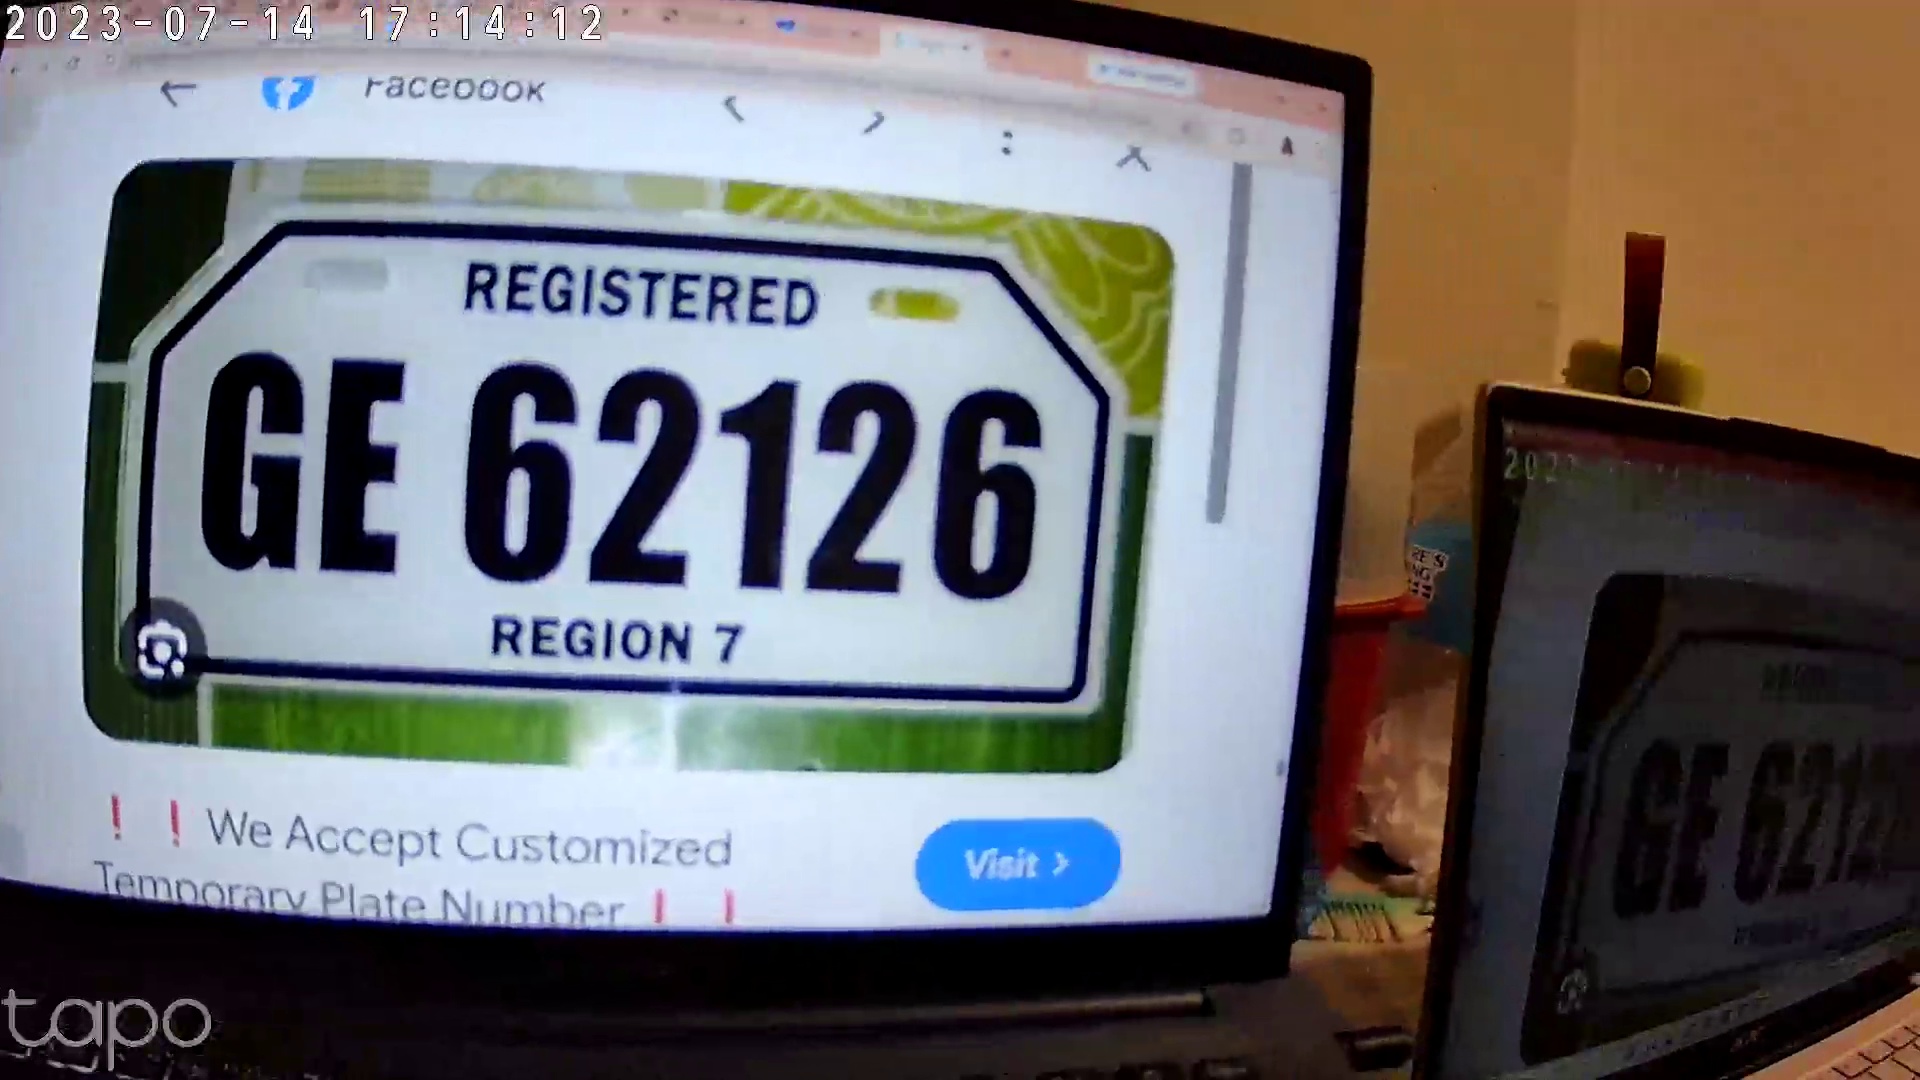 2023-07-14 17:14:12
Facebook
REGISTERED
GE 62126
REGION 7
! ! We Accept Customized
Temporary Plate Number ! !
Visit >
tapo